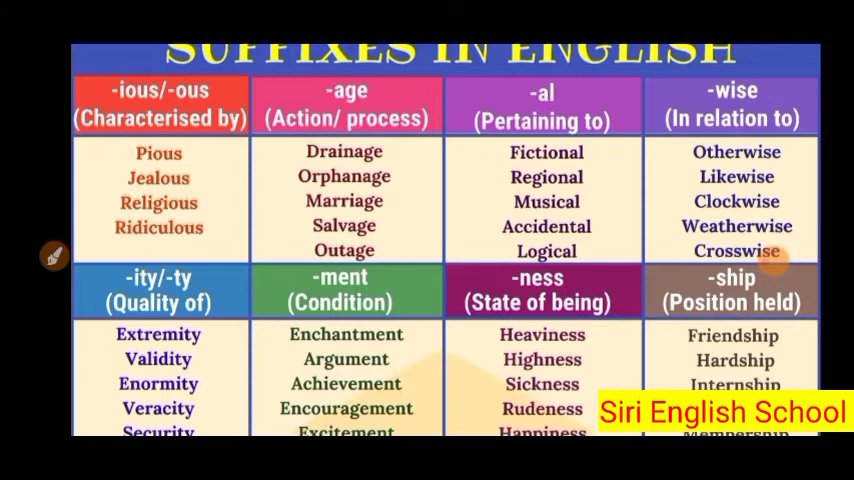 SUFFIXES IN ENGLISH
-ious/-ous -age -al -wise
(Characterised by) (Action/ process) (Pertaining to) (In relation to)
Pious Drainage Fictional Otherwise
Jealous Orphanage Regional Likewise
Religious Marriage Musical Clockwise
Ridiculous Salvage Accidental Weatherwise
Outage Logical Crosswise
-ity/-ty -ment -ness -ship
(Quality of) (Condition) (State of being) (Position held)
Extremity Enchantment Heaviness Friendship
Validity Argument Highness Hardship
Enormity Achievement Sickness Internship
Veracity Encouragement Rudeness
Siri English School
Security Excitement Happiness Membership